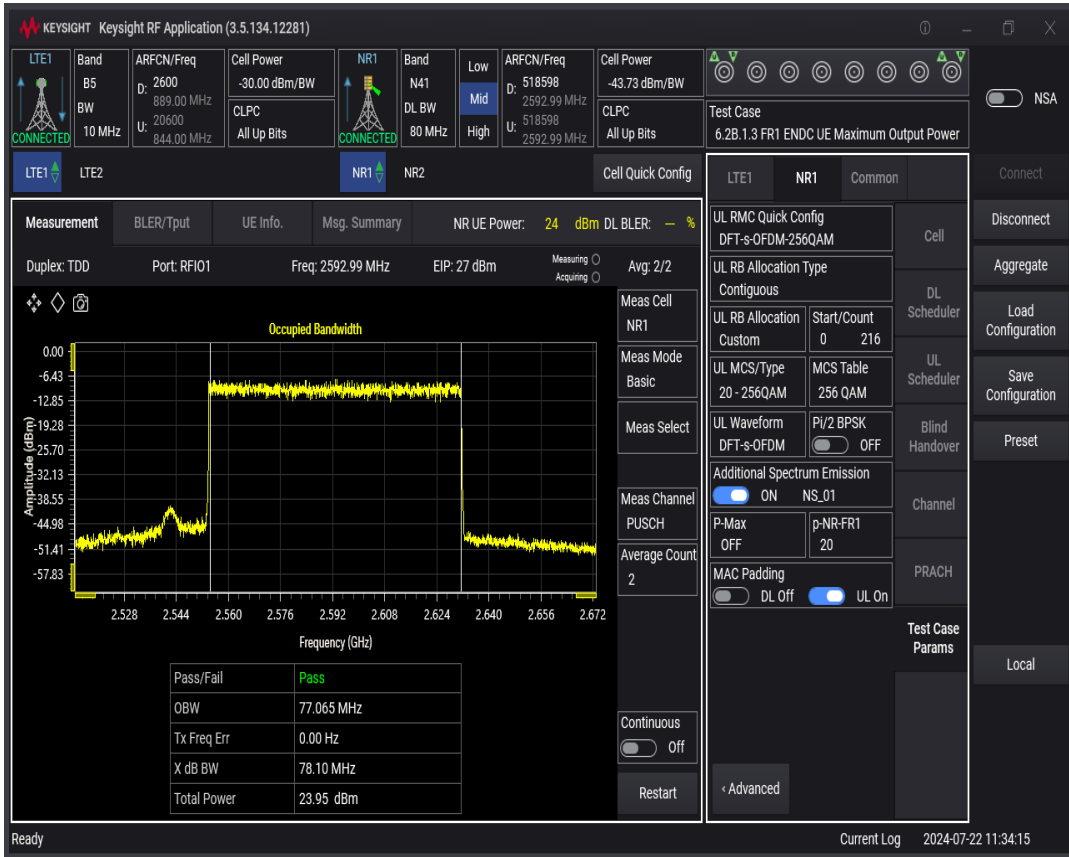 KEYSIGHT Keysight RF Application (3.5.134.12281)
LTE1 Band B5 BW 10 MHz CONNECTED
ARFCN/Freq D: 2600 889.00 MHz U: 20600 844.00 MHz
Cell Power -30.00 dBm/BW CLPC All Up Bits
NR1 Band N41 DL BW 80 MHz CONNECTED
Low Mid High
ARFCN/Freq D: 518598 2592.99 MHz U: 518598 2592.99 MHz
Cell Power -43.73 dBm/BW CLPC All Up Bits
Test Case
6.2B.1.3 FR1 ENDC UE Maximum Output Power
NSA
LTE1 LTE2 NR1 NR2 Cell Quick Config
Measurement BLER/Tput UE Info. Msg. Summary NR UE Power: 24 dBm DL BLER: --- %
Duplex: TDD Port: RFIO1 Freq: 2592.99 MHz EIP: 27 dBm Measuring Acquiring Avg: 2/2
Occupied Bandwidth
Amplitude (dBm)
0.00
-6.43
-12.85
-19.28
-25.70
-32.13
-38.55
-44.98
-51.41
-57.83
2.528 2.544 2.560 2.576 2.592 2.608 2.624 2.640 2.656 2.672
Frequency (GHz)
Pass/Fail Pass
OBW 77.065 MHz
Tx Freq Err 0.00 Hz
X dB BW 78.10 MHz
Total Power 23.95 dBm
Meas Cell
NR1
Meas Mode
Basic
Meas Select
Meas Channel
PUSCH
Average Count
2
Continuous
Off
Restart
LTE1 NR1 Common
UL RMC Quick Config
DFT-s-OFDM-256QAM
UL RB Allocation Type
Contiguous
UL RB Allocation Start/Count
Custom 0 216
UL MCS/Type MCS Table
20 - 256QAM 256 QAM
UL Waveform Pi/2 BPSK
DFT-s-OFDM OFF
Additional Spectrum Emission
ON NS_01
P-Max p-NR-FR1
OFF 20
MAC Padding
DL Off UL On
‹ Advanced
Cell
DL
Scheduler
UL
Scheduler
Blind
Handover
Channel
PRACH
Test Case
Params
Connect
Disconnect
Aggregate
Load
Configuration
Save
Configuration
Preset
Local
Ready Current Log 2024-07-22 11:34:15